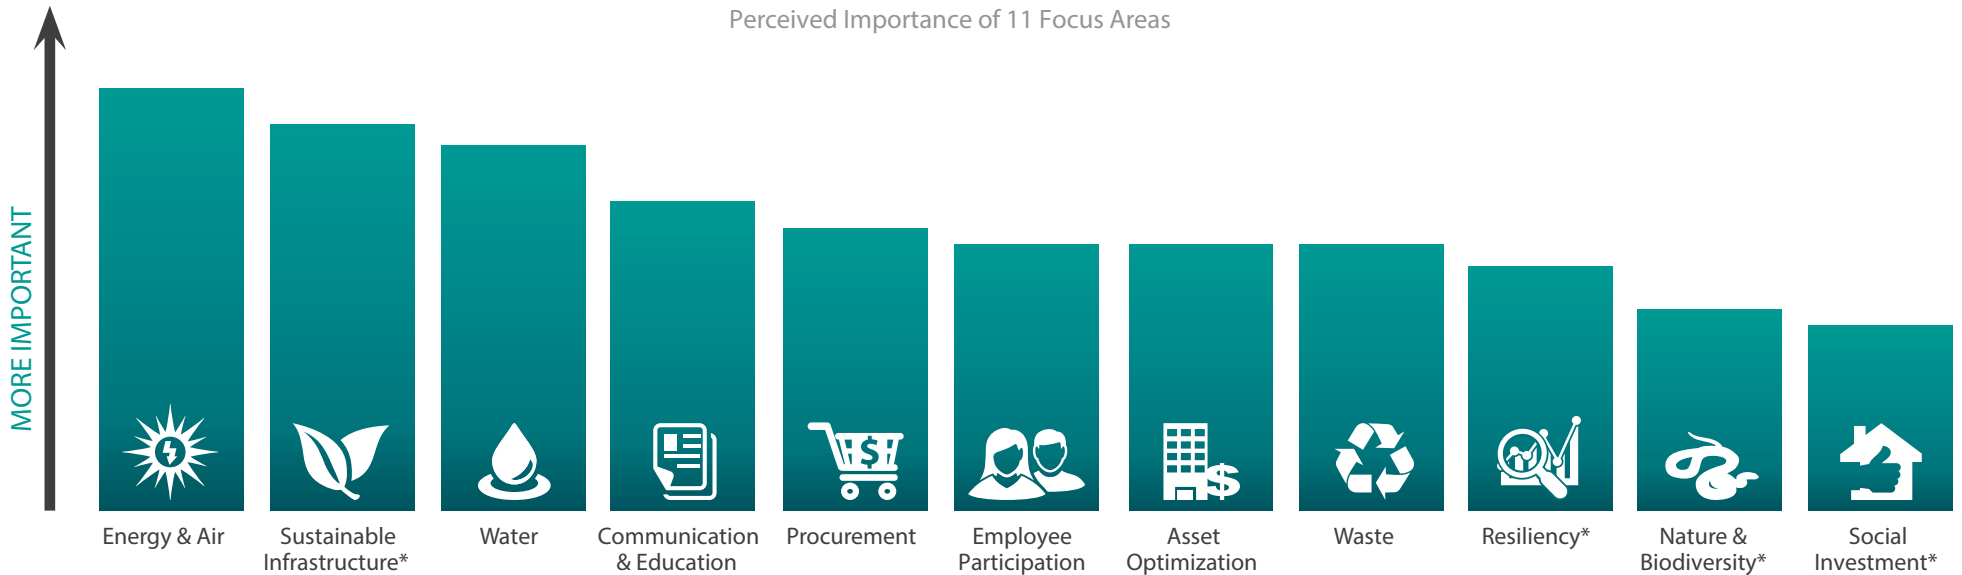 Perceived Importance of 11 Focus Areas
MORE IMPORTANT
Energy & Air
Sustainable
Infrastructure*
Water
Communication
& Education
Procurement
Employee
Participation
Asset
Optimization
Waste
Resiliency*
Nature &
Biodiversity*
Social
Investment*
$
$